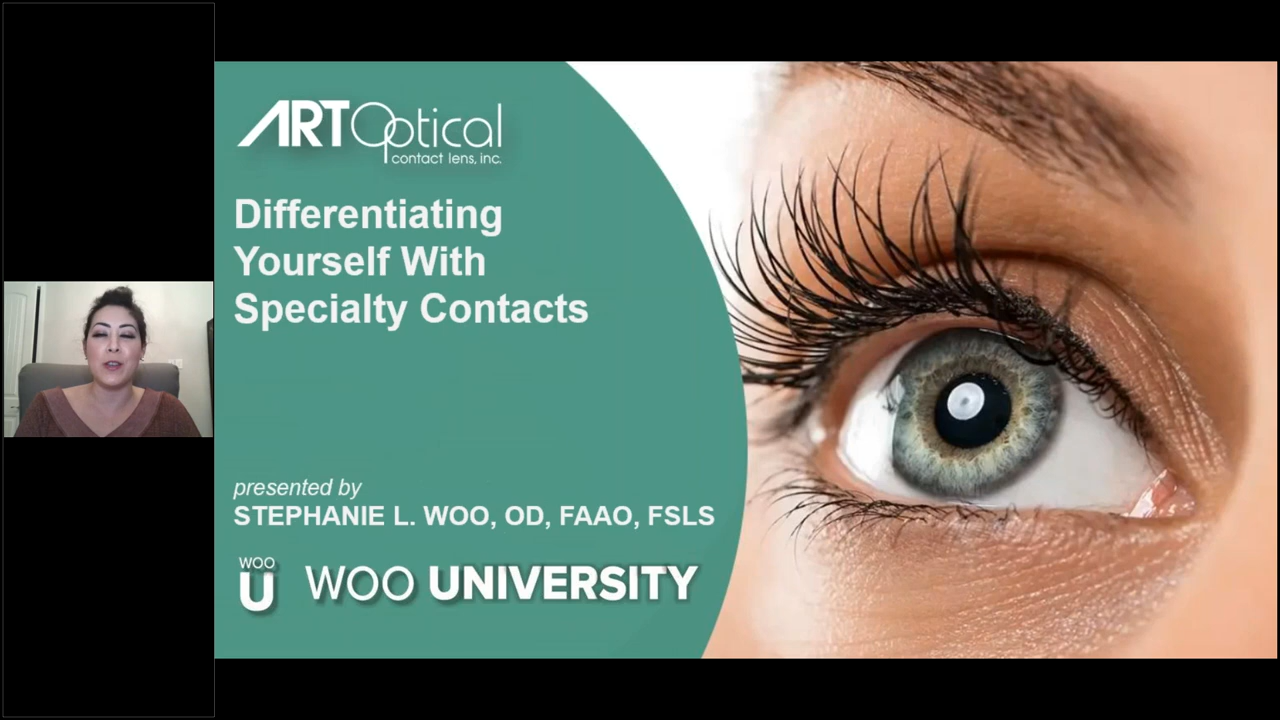 ARTOptical
contact lens, inc.
Differentiating
Yourself With
Specialty Contacts
presented by
STEPHANIE L. WOO, OD, FAAO, FSLS
WOO
U
WOO UNIVERSITY